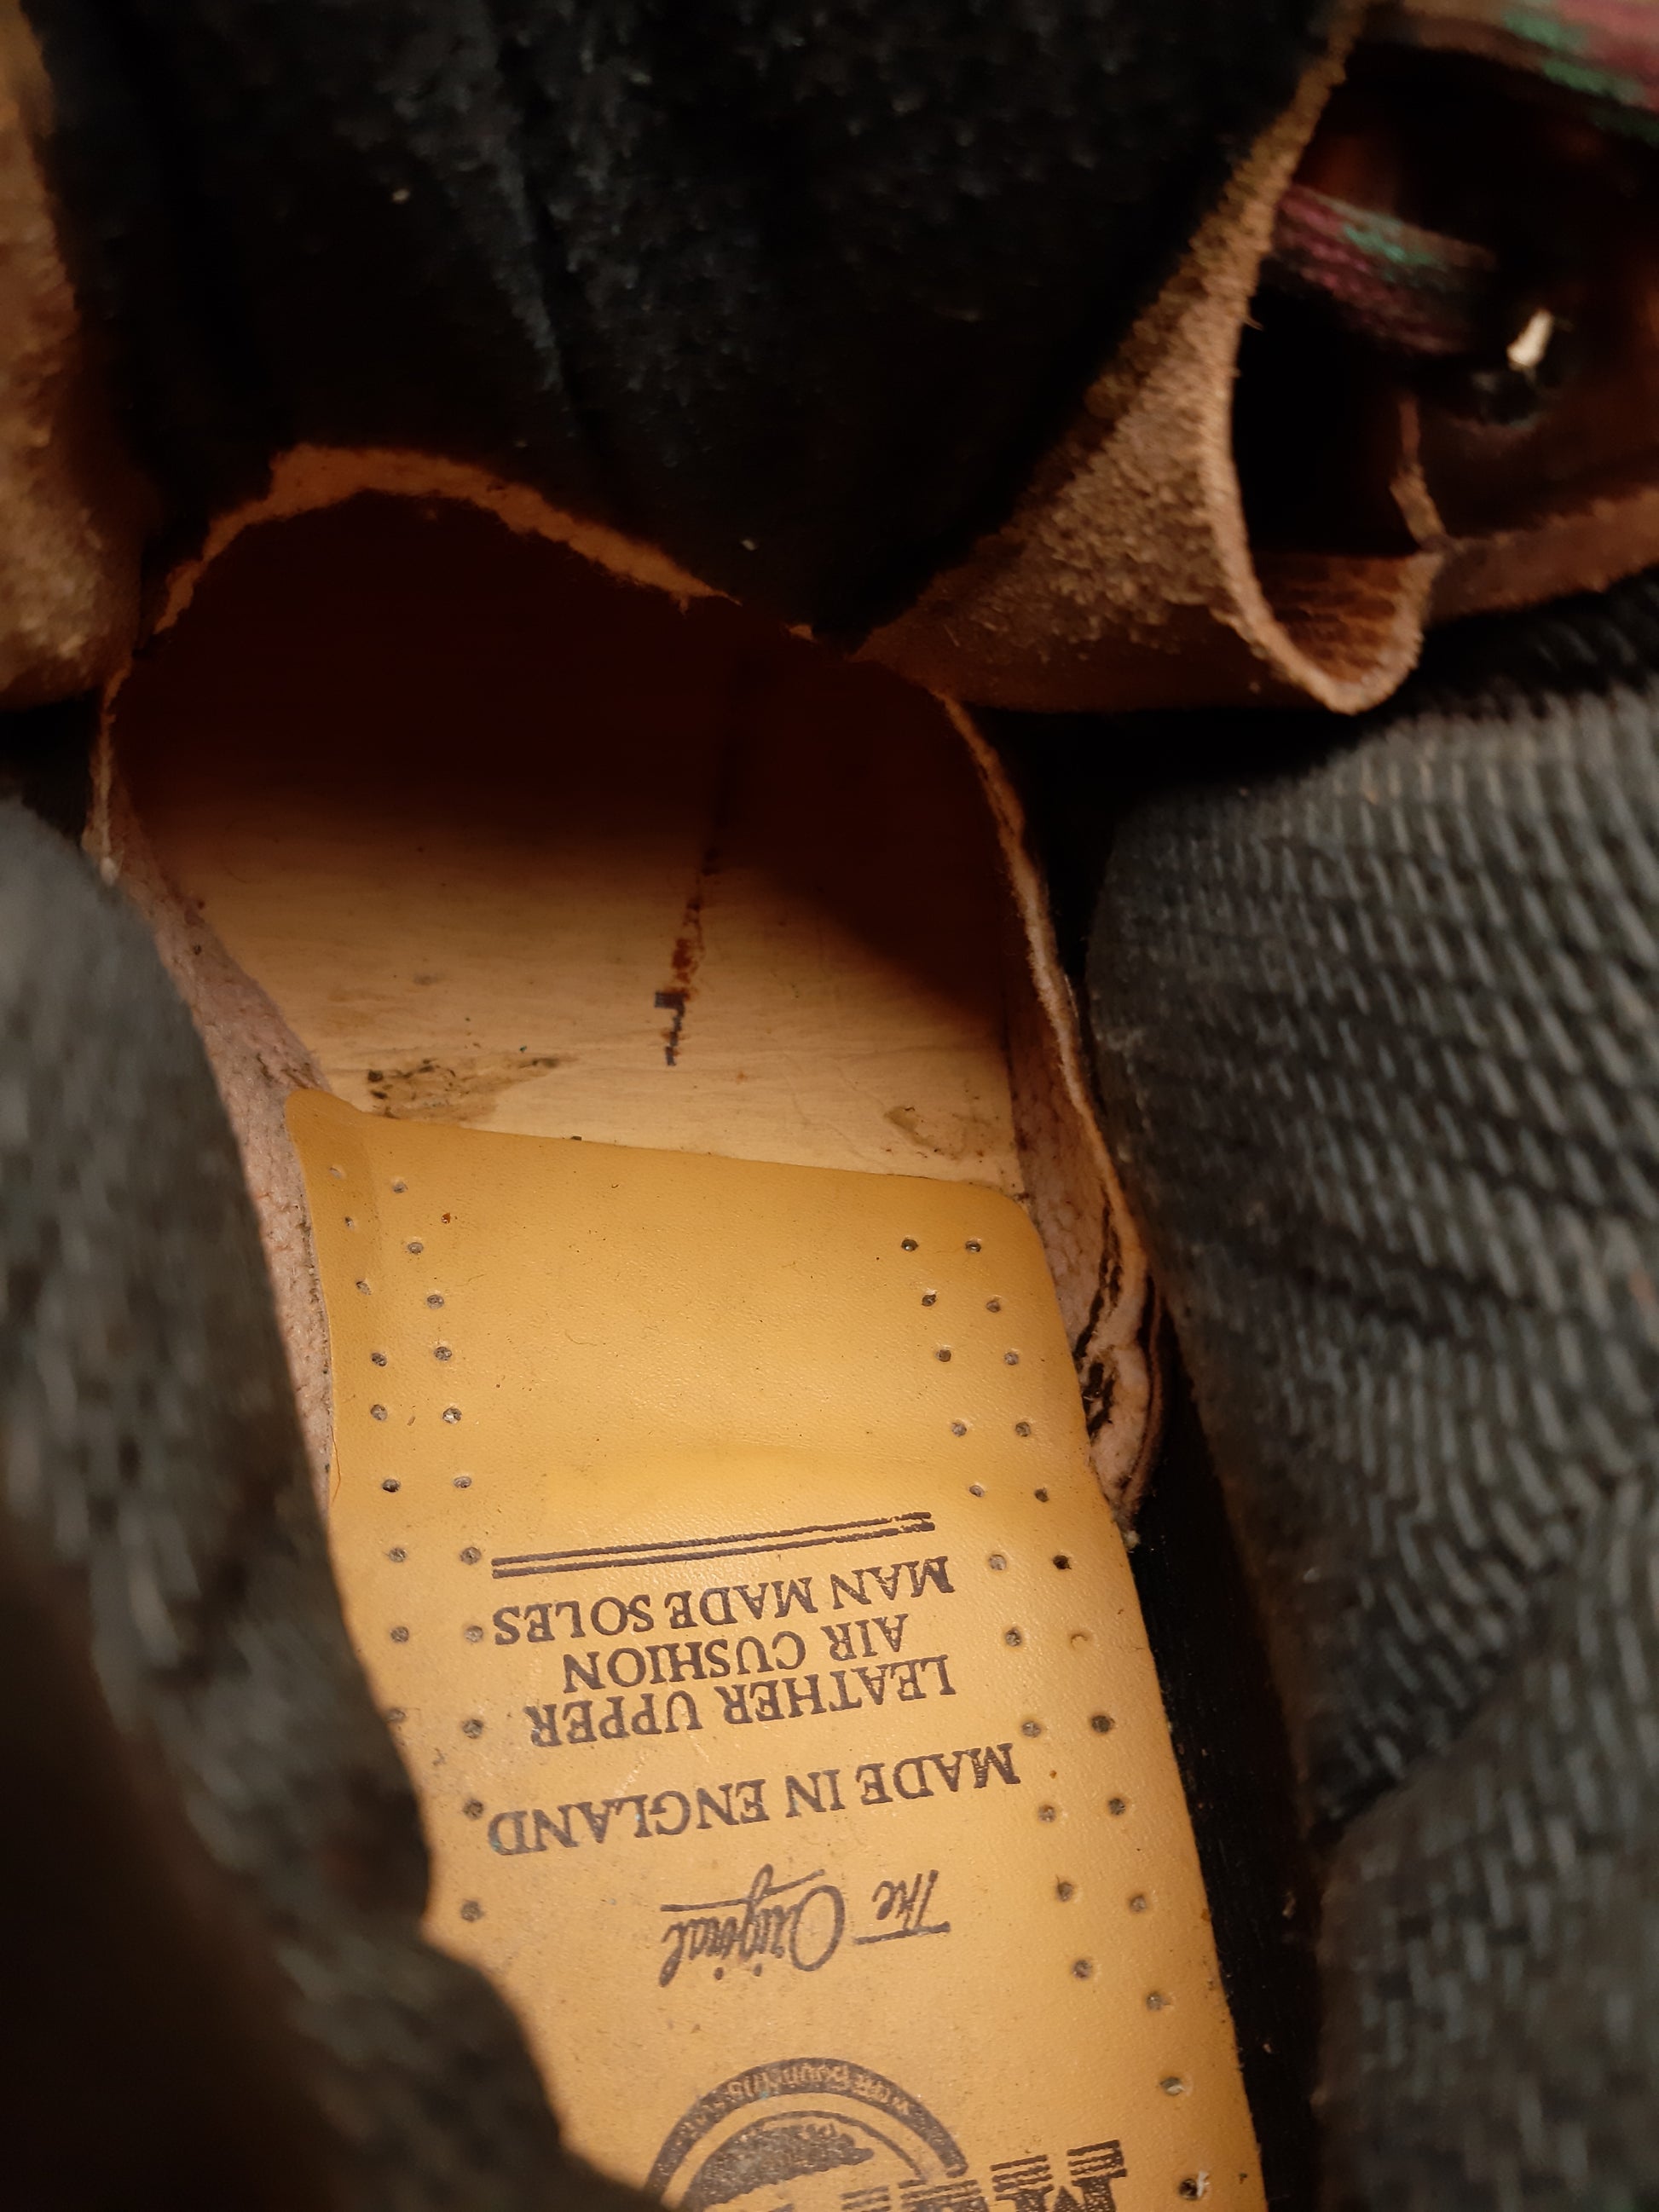 The Original
MADE IN ENGLAND
LEATHER UPPER
AIR CUSHION
MAN MADE SOLES